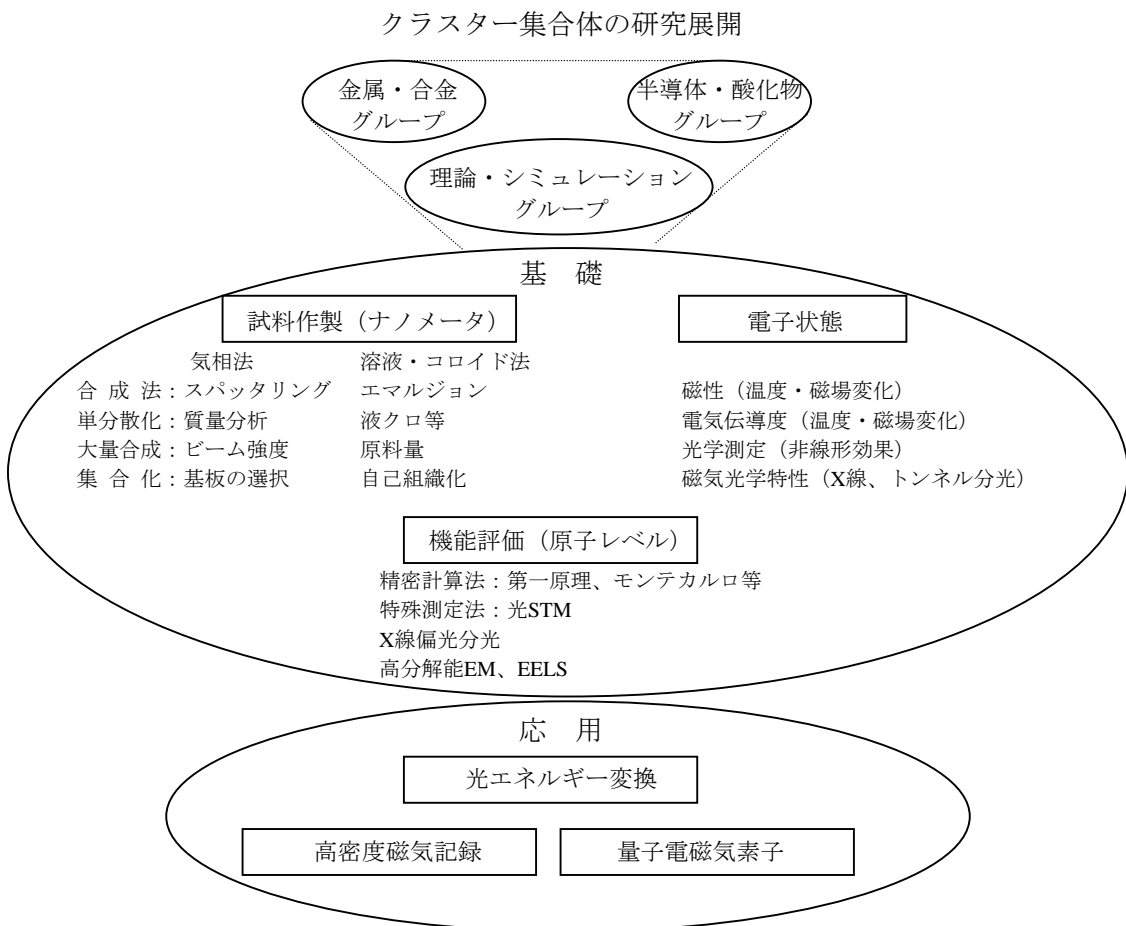 クラスター集合体の研究展開
金属・合金
グループ
半導体・酸化物
グループ
理論・シミュレーション
グループ
基 礎
試料作製（ナノメータ）
気相法 溶液・コロイド法
合 成 法：スパッタリング エマルジョン
単分散化：質量分析 液クロ等
大量合成：ビーム強度 原料量
集 合 化：基板の選択 自己組織化
電子状態
磁性（温度・磁場変化）
電気伝導度（温度・磁場変化）
光学測定（非線形効果）
磁気光学特性（X線、トンネル分光）
機能評価（原子レベル）
精密計算法：第一原理、モンテカルロ等
特殊測定法：光STM
X線偏光分光
高分解能EM、EELS
応 用
光エネルギー変換
高密度磁気記録
量子電磁気素子